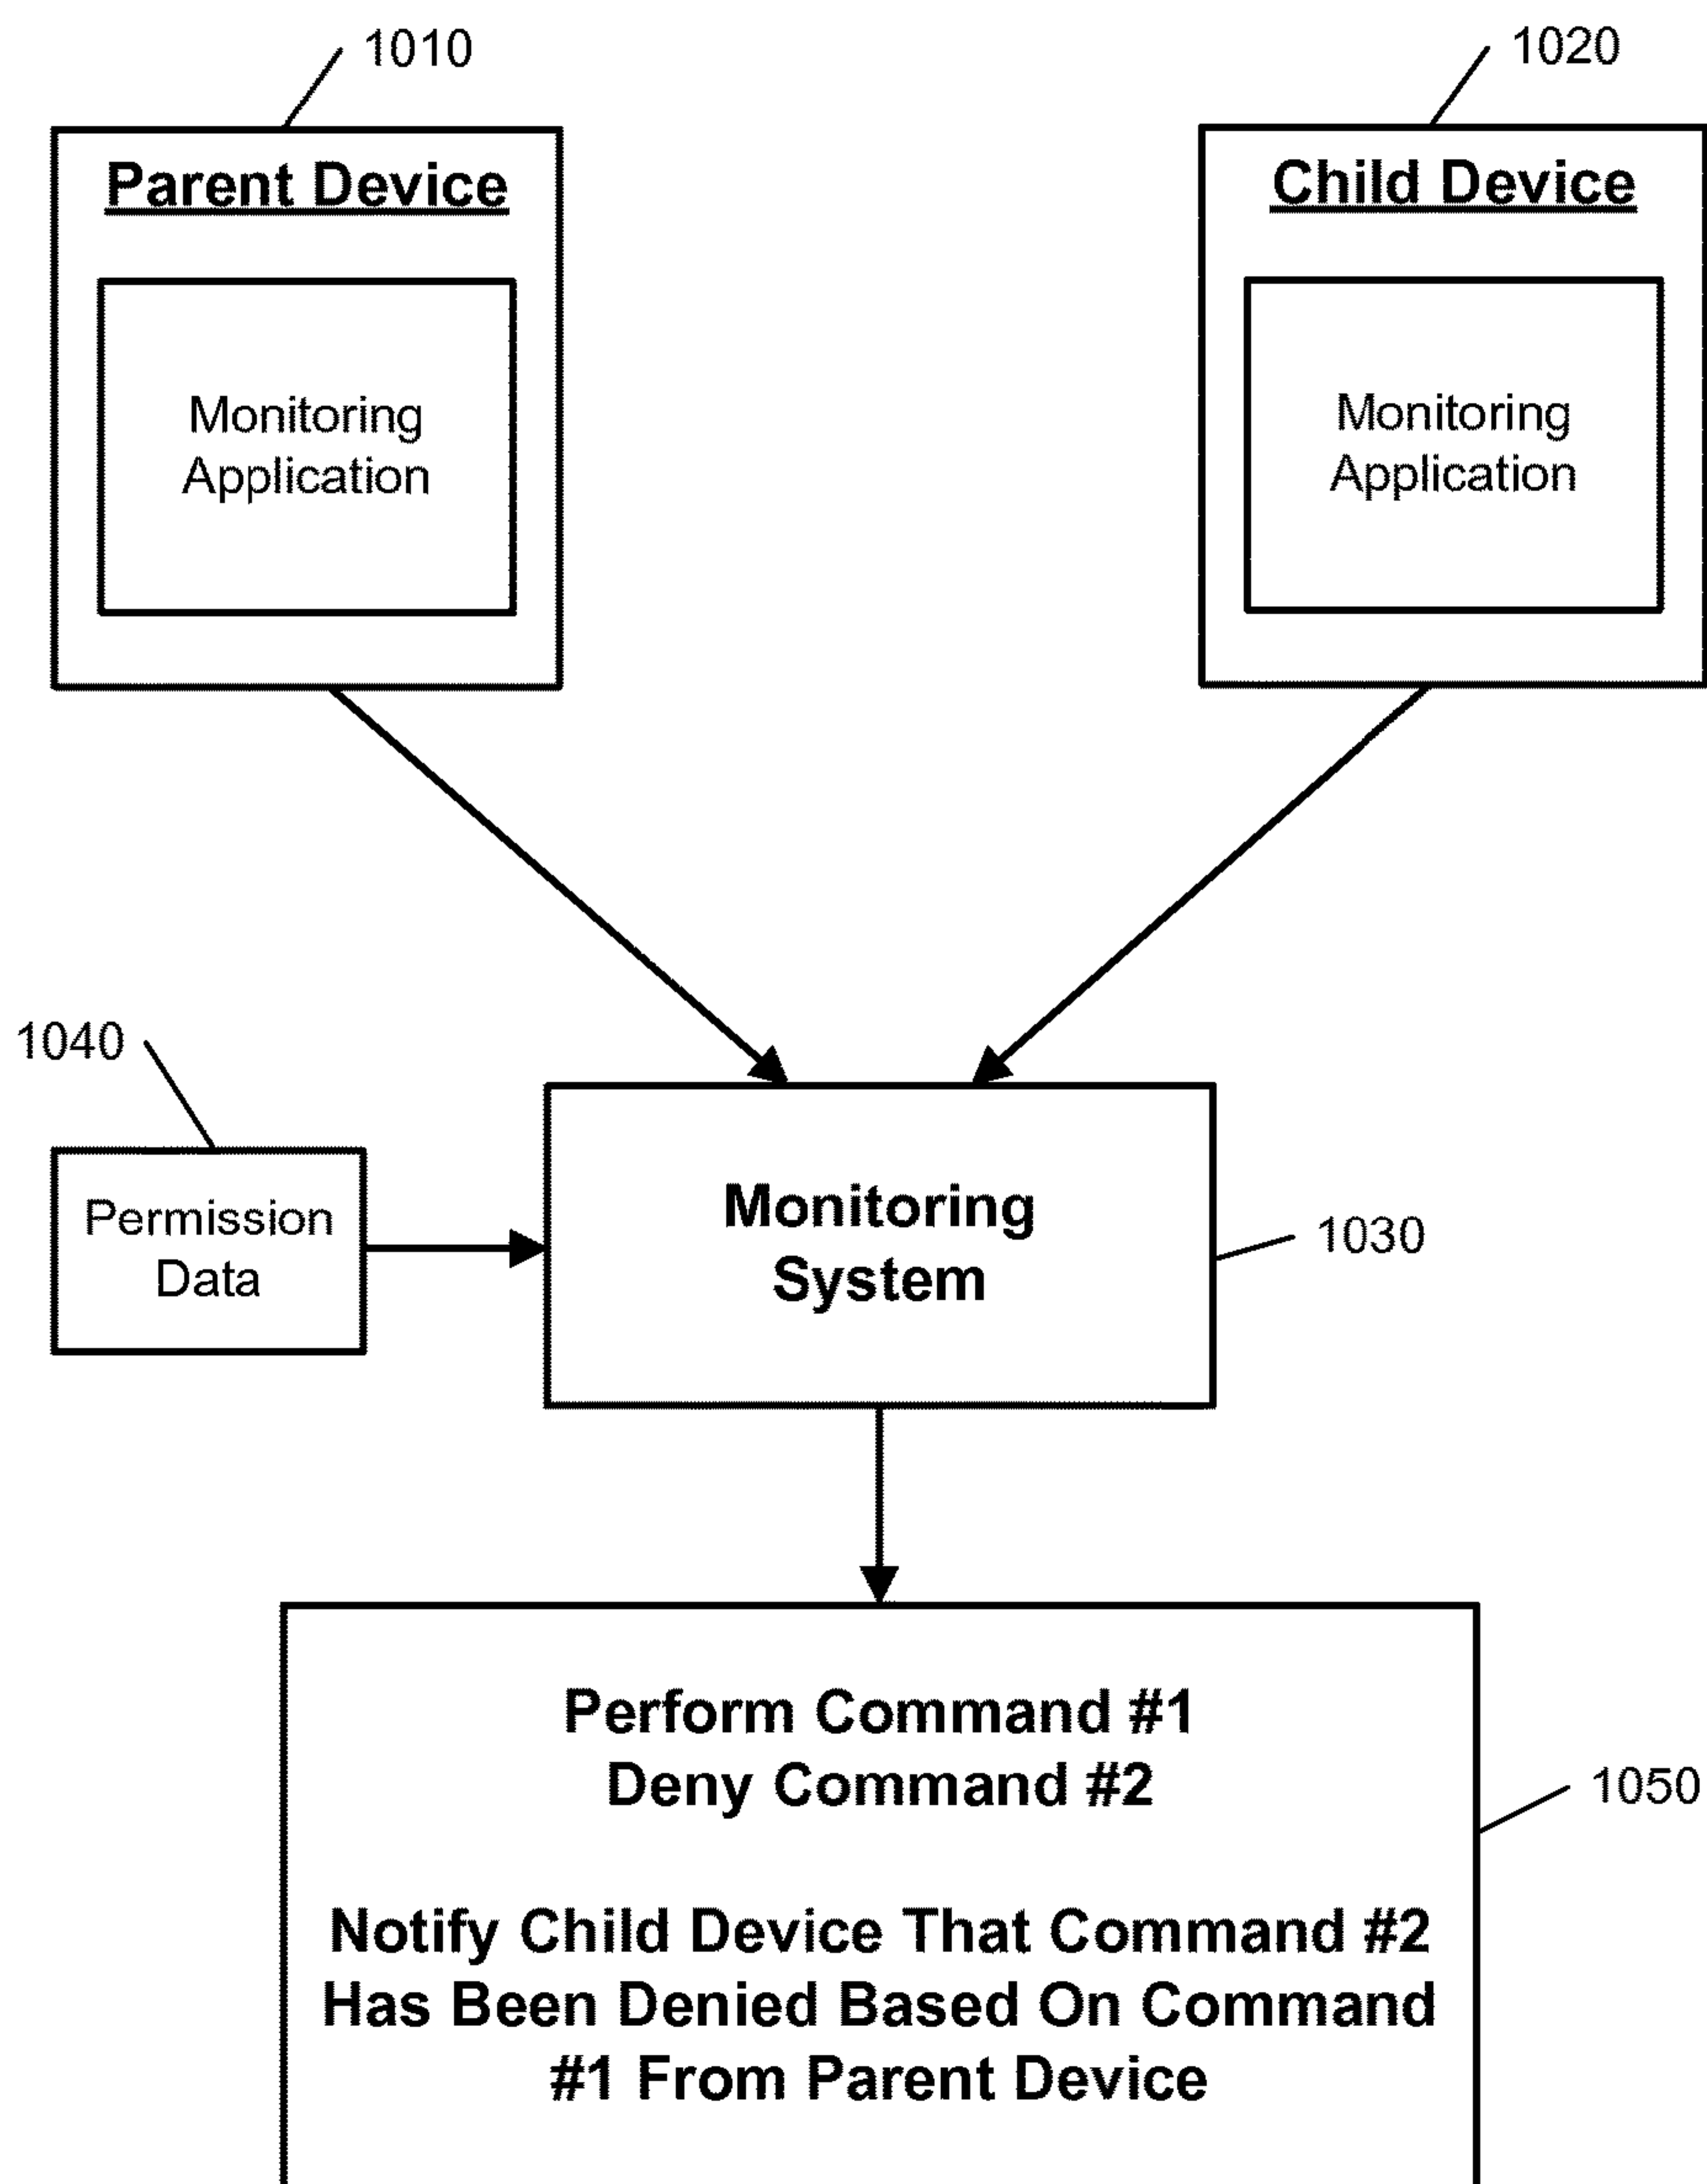 1010
1020
Parent Device
Child Device
Monitoring
Application
Monitoring
Application
1040
Permission
Data
Monitoring
System
1030
Perform Command #1
Deny Command #2
1050
Notify Child Device That Command #2
Has Been Denied Based On Command
#1 From Parent Device